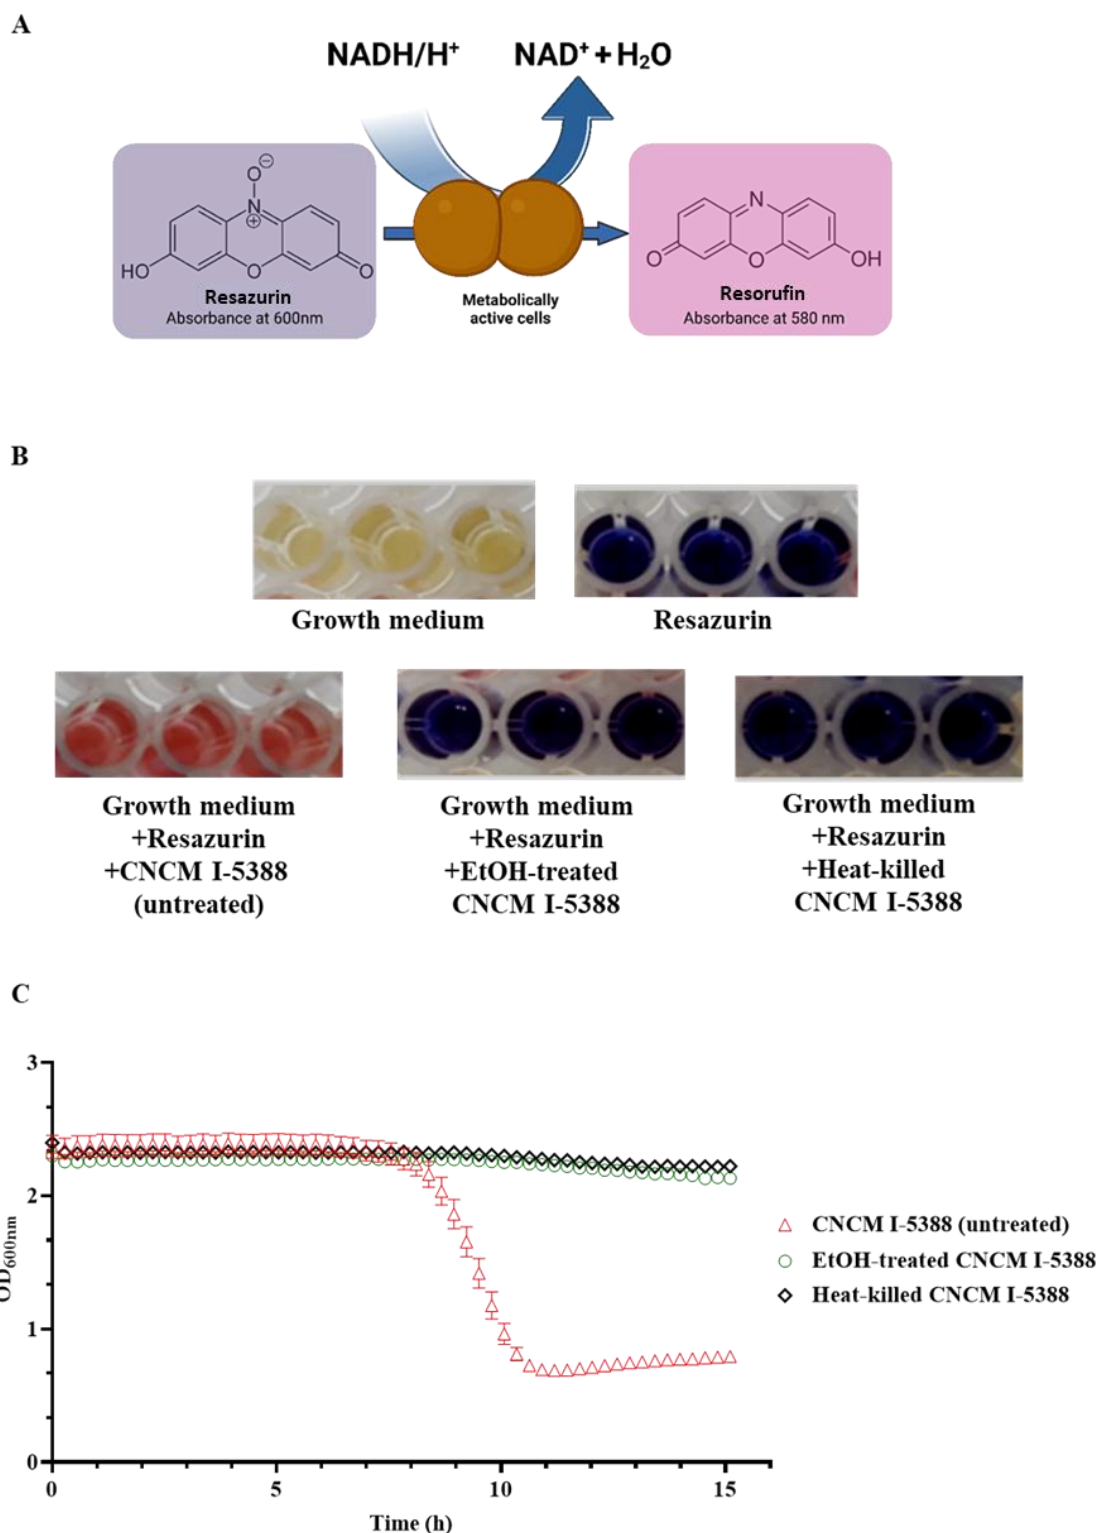 A
NADH/H⁺ NAD⁺ + H₂O
O⊖
N
⊕
HO O O
Resazurin
Absorbance at 600nm
Metabolically
active cells
N
O O OH
Resorufin
Absorbance at 580 nm
B
Growth medium
Resazurin
Growth medium
+Resazurin
+CNCM I-5388
(untreated)
Growth medium
+Resazurin
+EtOH-treated
CNCM I-5388
Growth medium
+Resazurin
+Heat-killed
CNCM I-5388
C
3
2
1
0
OD600nm
0 5 10 15
Time (h)
CNCM I-5388 (untreated)
EtOH-treated CNCM I-5388
Heat-killed CNCM I-5388